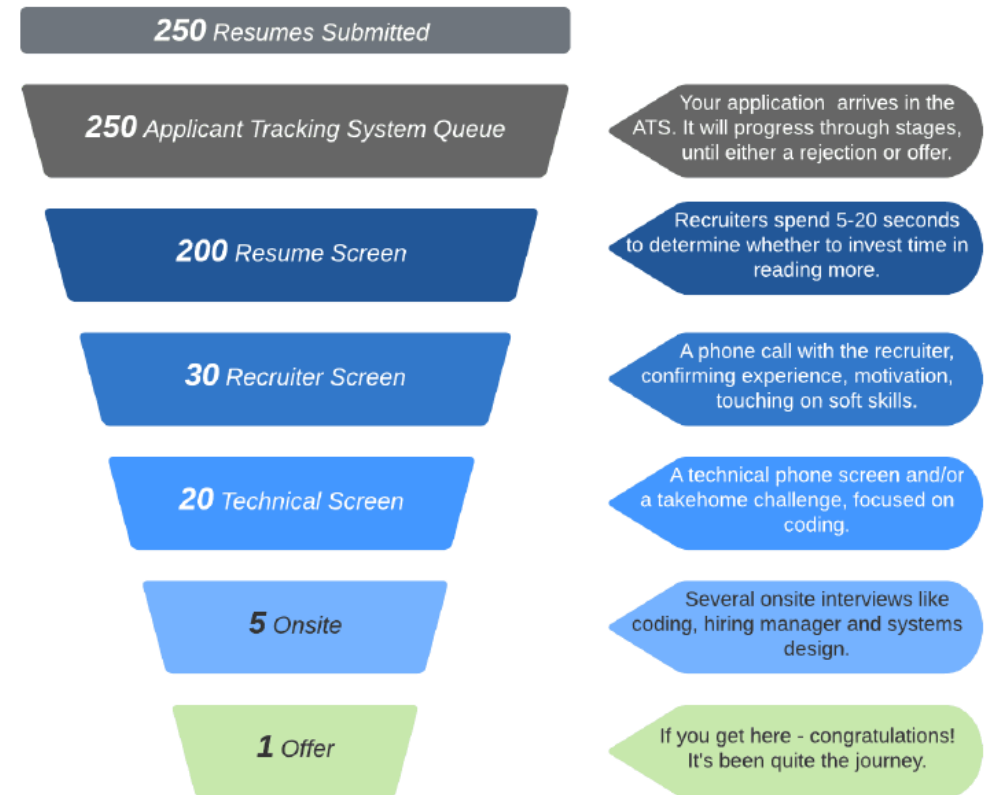 250 Resumes Submitted
250 Applicant Tracking System Queue
Your application arrives in the
ATS. It will progress through stages,
until either a rejection or offer.
200 Resume Screen
Recruiters spend 5-20 seconds
to determine whether to invest time in
reading more.
30 Recruiter Screen
A phone call with the recruiter,
confirming experience, motivation,
touching on soft skills.
20 Technical Screen
A technical phone screen and/or
a takehome challenge, focused on
coding.
5 Onsite
Several onsite interviews like
coding, hiring manager and systems
design.
1 Offer
If you get here - congratulations!
It's been quite the journey.